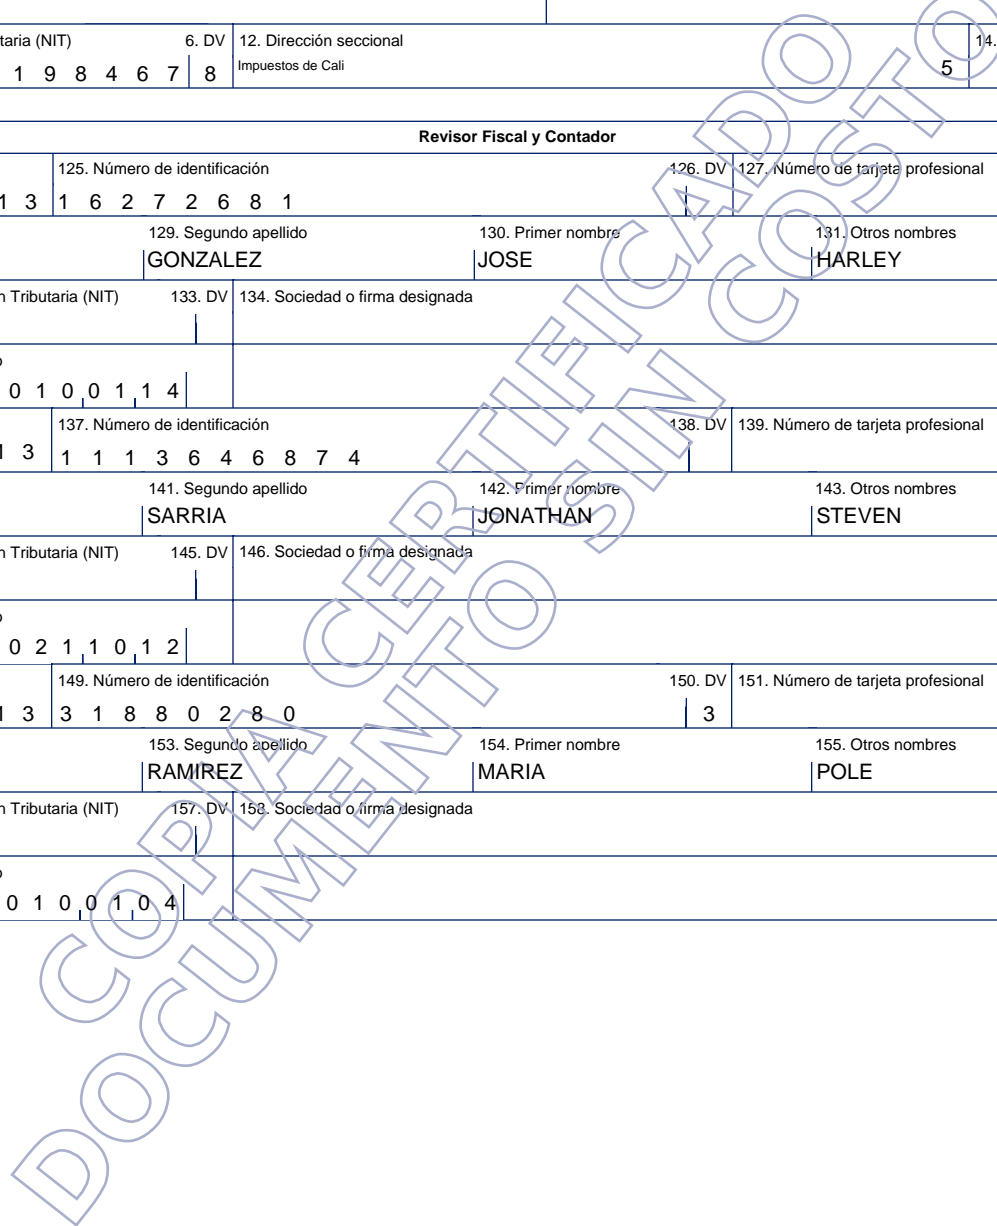 taria (NIT) 6. DV 12. Dirección seccional 14.
1 9 8 4 6 7 8 Impuestos de Cali 5
Revisor Fiscal y Contador
125. Número de identificación 126. DV 127. Número de tarjeta profesional
1 3 1 6 2 7 2 6 8 1
129. Segundo apellido 130. Primer nombre 131. Otros nombres
GONZALEZ JOSE HARLEY
n Tributaria (NIT) 133. DV 134. Sociedad o firma designada
o
0 1 0 0 1 1 4
137. Número de identificación 138. DV 139. Número de tarjeta profesional
1 3 1 1 1 3 6 4 6 8 7 4
141. Segundo apellido 142. Primer nombre 143. Otros nombres
SARRIA JONATHAN STEVEN
n Tributaria (NIT) 145. DV 146. Sociedad o firma designada
o
0 2 1 1 0 1 2
149. Número de identificación 150. DV 151. Número de tarjeta profesional
1 3 3 1 8 8 0 2 8 0 3
153. Segundo apellido 154. Primer nombre 155. Otros nombres
RAMIREZ MARIA POLE
n Tributaria (NIT) 157. DV 158. Sociedad o firma designada
o
0 1 0 0 1 0 4
COPIA CERTIFICADO
DOCUMENTO SIN COSTO